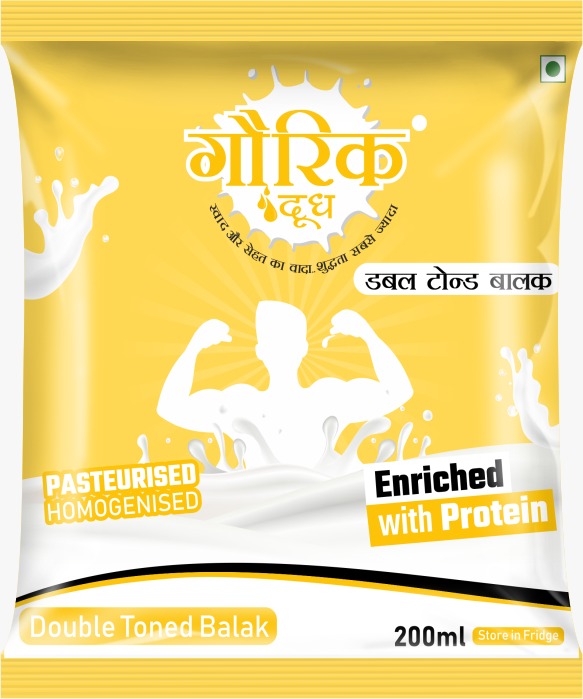 गौरिक
दूध
स्वाद और सेहत का वादा.. शुद्धता सबसे ज्यादा
डबल टोन्ड बालक
PASTEURISED
HOMOGENISED
Enriched
with Protein
Double Toned Balak
200ml
Store in Fridge